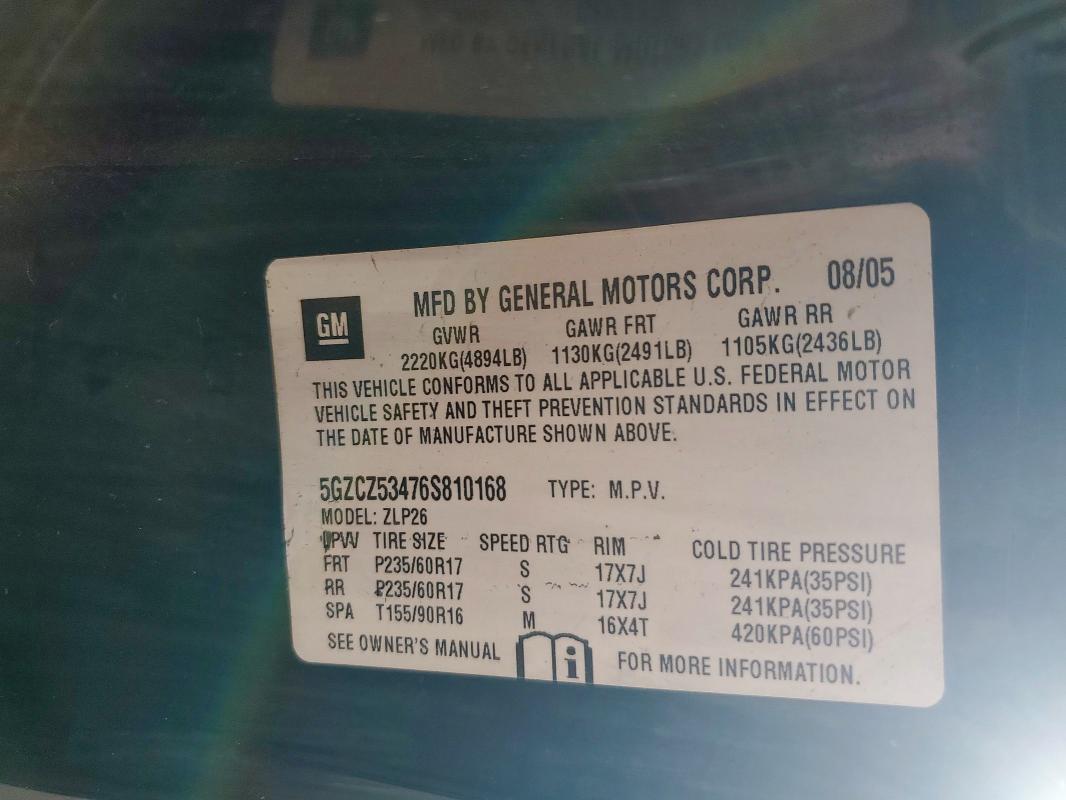 GM
MFD BY GENERAL MOTORS CORP. 08/05
GVWR GAWR FRT GAWR RR
2220KG(4894LB) 1130KG(2491LB) 1105KG(2436LB)
THIS VEHICLE CONFORMS TO ALL APPLICABLE U.S. FEDERAL MOTOR
VEHICLE SAFETY AND THEFT PREVENTION STANDARDS IN EFFECT ON
THE DATE OF MANUFACTURE SHOWN ABOVE.
5GZCZ53476S810168 TYPE: M.P.V.
MODEL: ZLP26
TIRE SIZE SPEED RTG RIM COLD TIRE PRESSURE
FRT P235/60R17 S 17X7J 241KPA(35PSI)
RR P235/60R17 S 17X7J 241KPA(35PSI)
SPA T155/90R16 M 16X4T 420KPA(60PSI)
SEE OWNER'S MANUAL i FOR MORE INFORMATION.